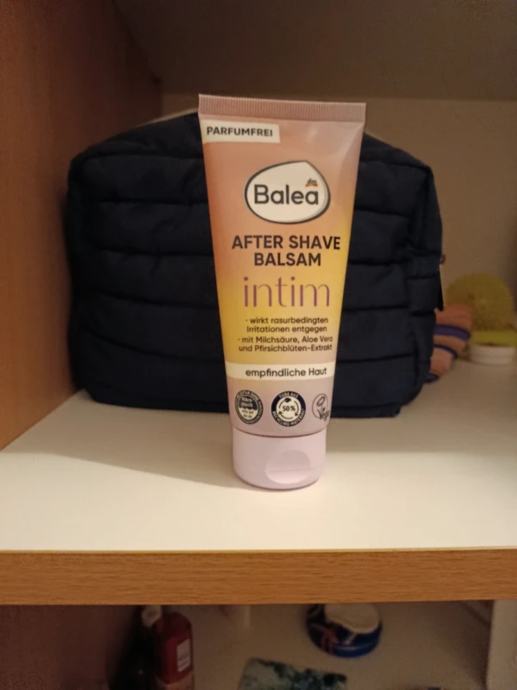 PARFUMFREI
Balea
AFTER SHAVE
BALSAM
intim
· wirkt rasurbedingten
Irritationen entgegen
· mit Milchsäure, Aloe Vera
und Pfirsichblüten-Extrakt
empfindliche Haut
50%